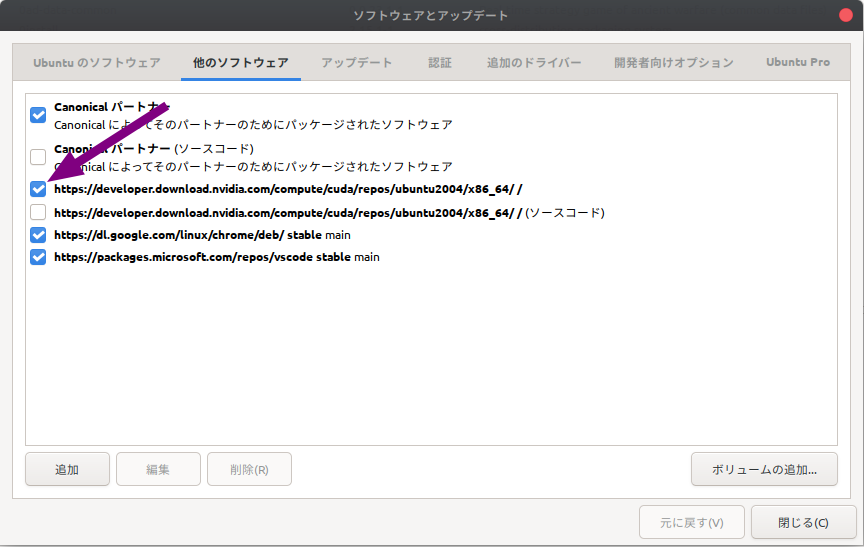 ソフトウェアとアップデート
Ubuntu のソフトウェア 他のソフトウェア アップデート 認証 追加のドライバー 開発者向けオプション Ubuntu Pro
Canonical パートナー
Canonical によってそのパートナーのためにパッケージされたソフトウェア
Canonical パートナー (ソースコード)
Canonical によってそのパートナーのためにパッケージされたソフトウェア
https://developer.download.nvidia.com/compute/cuda/repos/ubuntu2004/x86_64/ /
https://developer.download.nvidia.com/compute/cuda/repos/ubuntu2004/x86_64/ / (ソースコード)
https://dl.google.com/linux/chrome/deb/ stable main
https://packages.microsoft.com/repos/vscode stable main
追加 編集 削除(R) ボリュームの追加...
元に戻す(V) 閉じる(C)